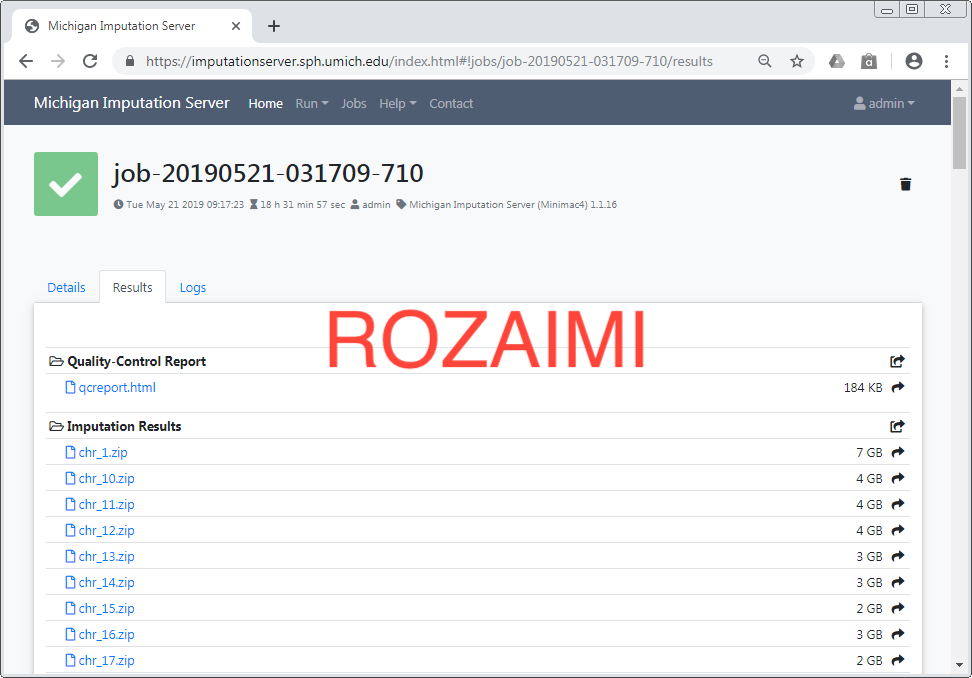 Michigan Imputation Server
https://imputationserver.sph.umich.edu/index.html#!jobs/job-20190521-031709-710/results
Michigan Imputation Server Home Run Jobs Help Contact admin
job-20190521-031709-710
Tue May 21 2019 09:17:23 18 h 31 min 57 sec admin Michigan Imputation Server (Minimac4) 1.1.16
Details Results Logs
ROZAIMI
Quality-Control Report
qcreport.html 184 KB
Imputation Results
chr_1.zip 7 GB
chr_10.zip 4 GB
chr_11.zip 4 GB
chr_12.zip 4 GB
chr_13.zip 3 GB
chr_14.zip 3 GB
chr_15.zip 2 GB
chr_16.zip 3 GB
chr_17.zip 2 GB